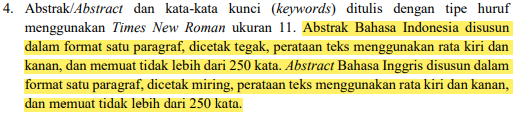 4. Abstrak/Abstract dan kata-kata kunci (keywords) ditulis dengan tipe huruf
menggunakan Times New Roman ukuran 11. Abstrak Bahasa Indonesia disusun
dalam format satu paragraf, dicetak tegak, perataan teks menggunakan rata kiri dan
kanan, dan memuat tidak lebih dari 250 kata. Abstract Bahasa Inggris disusun dalam
format satu paragraf, dicetak miring, perataan teks menggunakan rata kiri dan kanan,
dan memuat tidak lebih dari 250 kata.